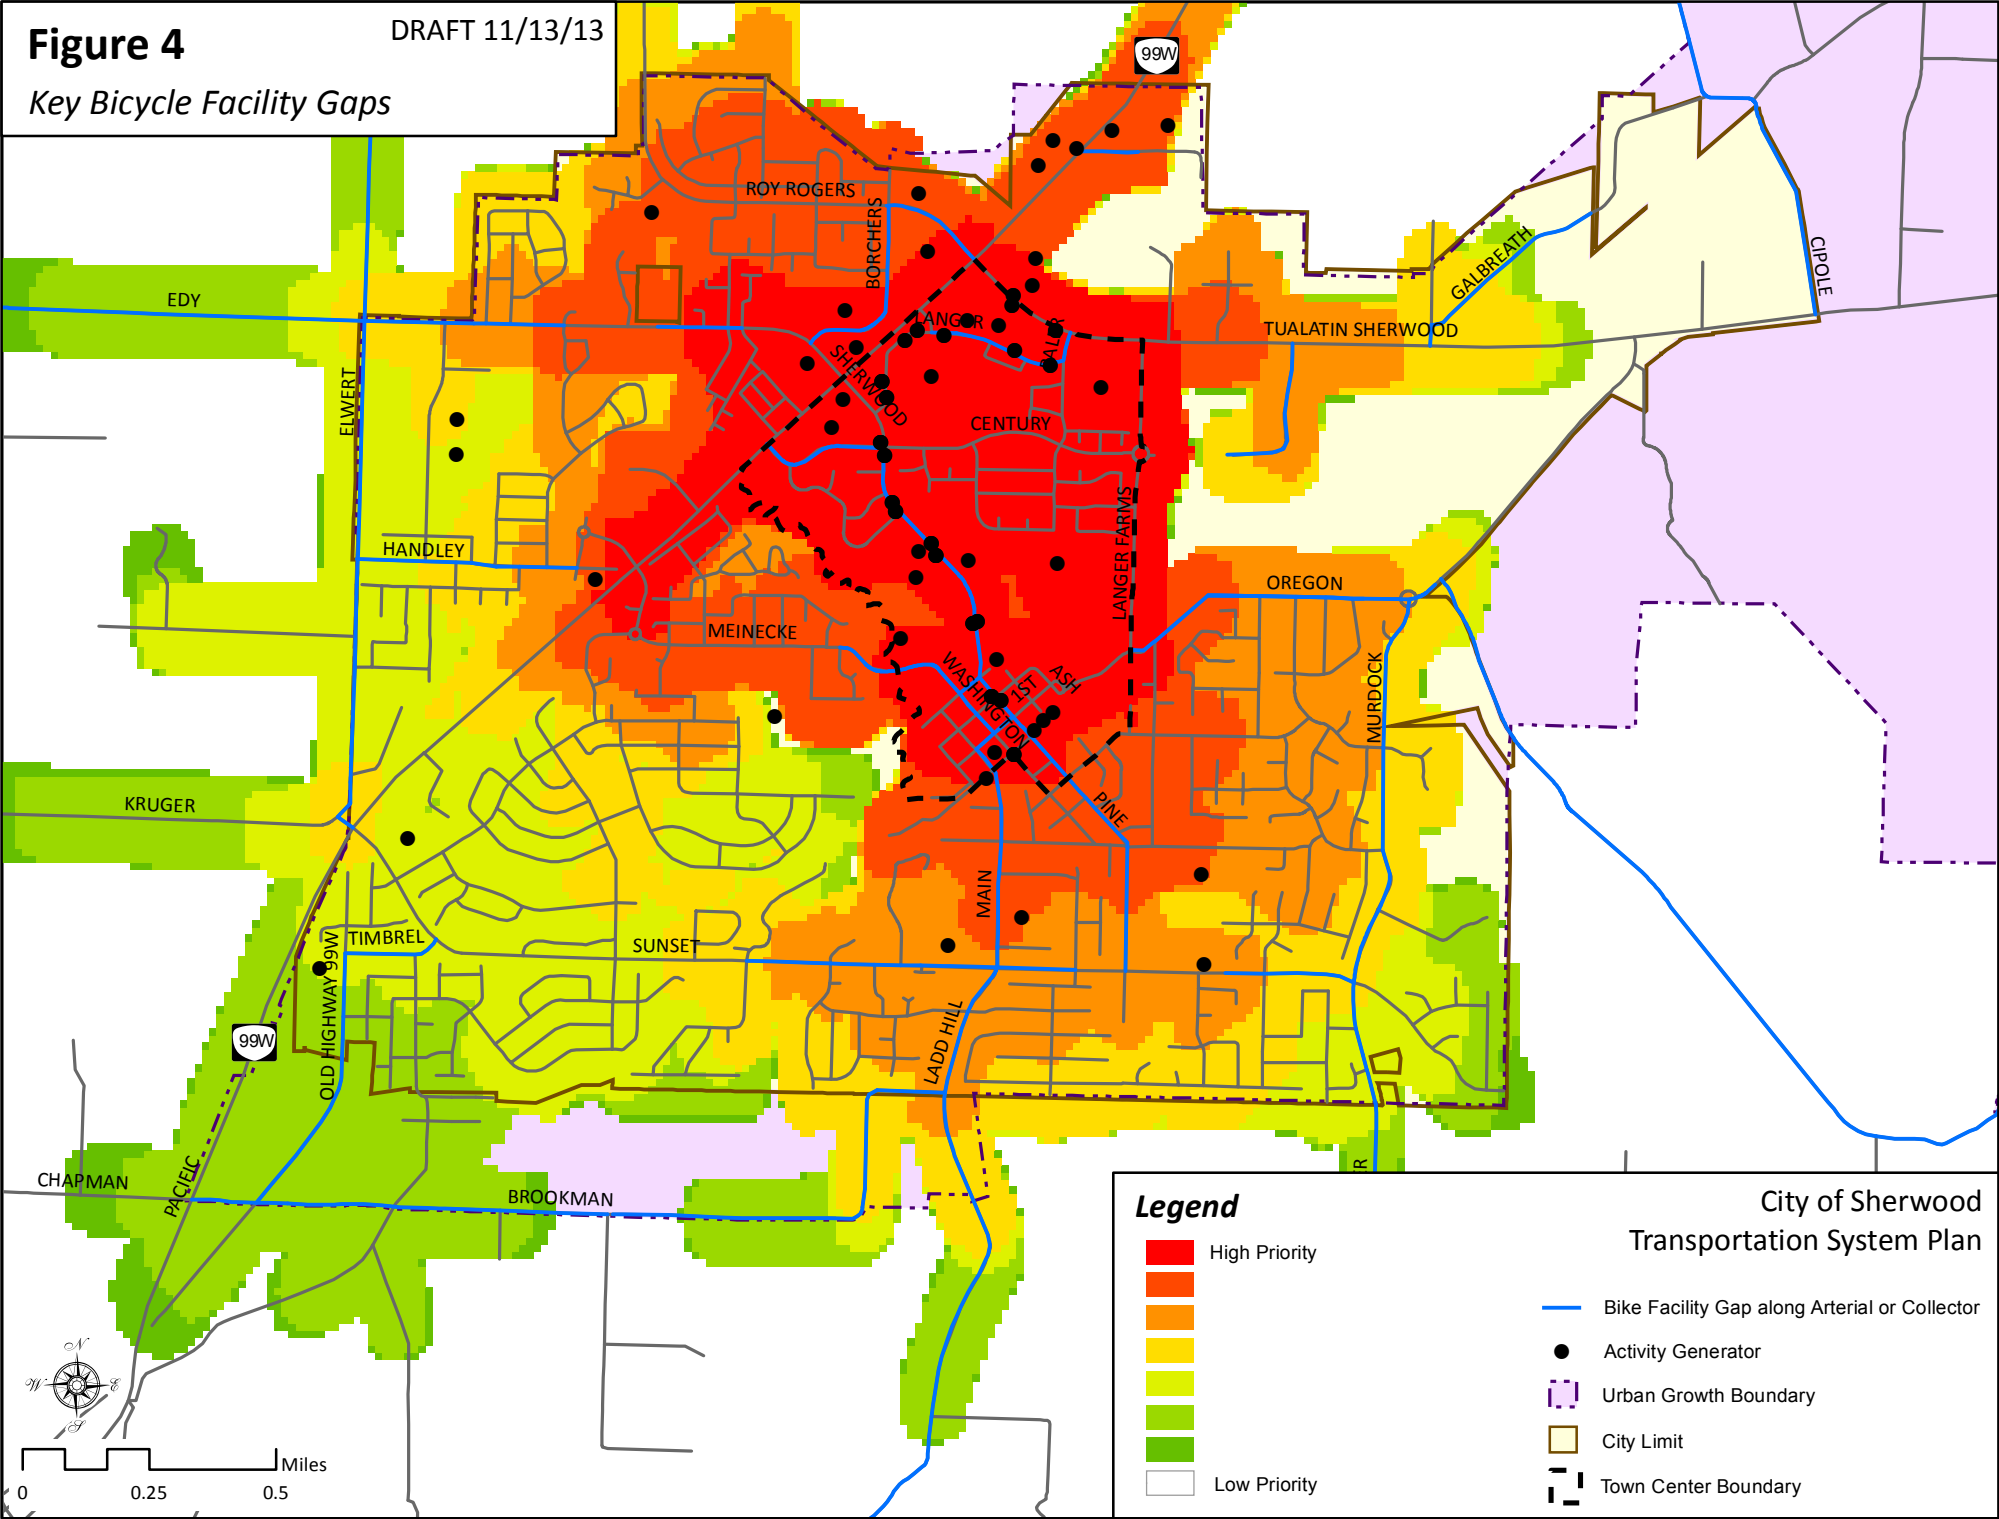 Figure 4
DRAFT 11/13/13
Key Bicycle Facility Gaps
99W
ROY ROGERS
BORCHERS
GALBREATH
CIPOLE
EDY
LANGER
TUALATIN SHERWOOD
SHERWOOD
ELWERT
CENTURY
LANGER FARMS
HANDLEY
OREGON
MEINECKE
WASHINGTON
1ST
ASH
MURDOCK
KRUGER
PINE
MAIN
TIMBREL
SUNSET
OLD HIGHWAY 99W
99W
LADD HILL
CHAPMAN
PACIFIC
BROOKMAN
N
W
E
S
Miles
0
0.25
0.5
Legend
City of Sherwood
Transportation System Plan
High Priority
Low Priority
Bike Facility Gap along Arterial or Collector
Activity Generator
Urban Growth Boundary
City Limit
Town Center Boundary